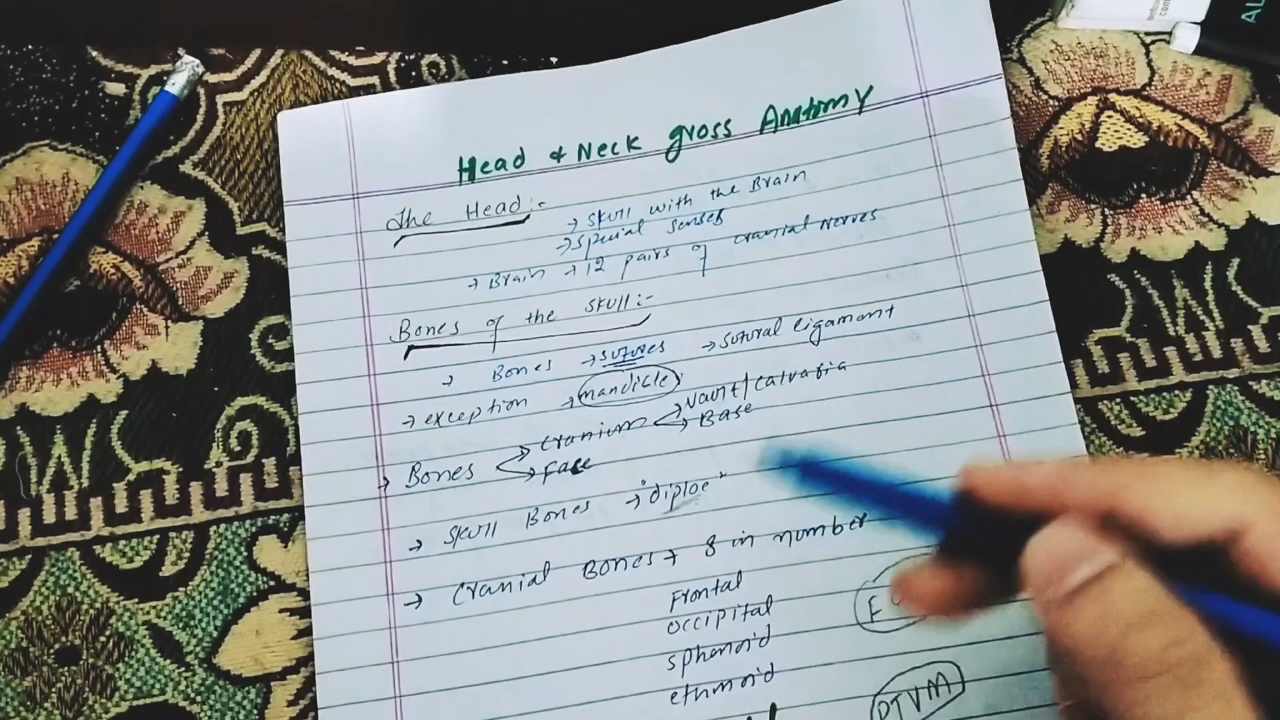 Head & Neck gross Anatomy
The Head:-
→ Skull with the Brain
→ Special senses
→ Brain → 12 pairs of cranial nerves
Bones of the skull:-
→ Bones → sutures → sutural ligament
→ exception → mandicle
→ Bones → cranium → Vault/calvaria
→ Base
→ Face
→ Skull Bones → "diploe"
→ Cranial Bones → 8 in number
Frontal
occipital
sphenoid
ethmoid
PTVM